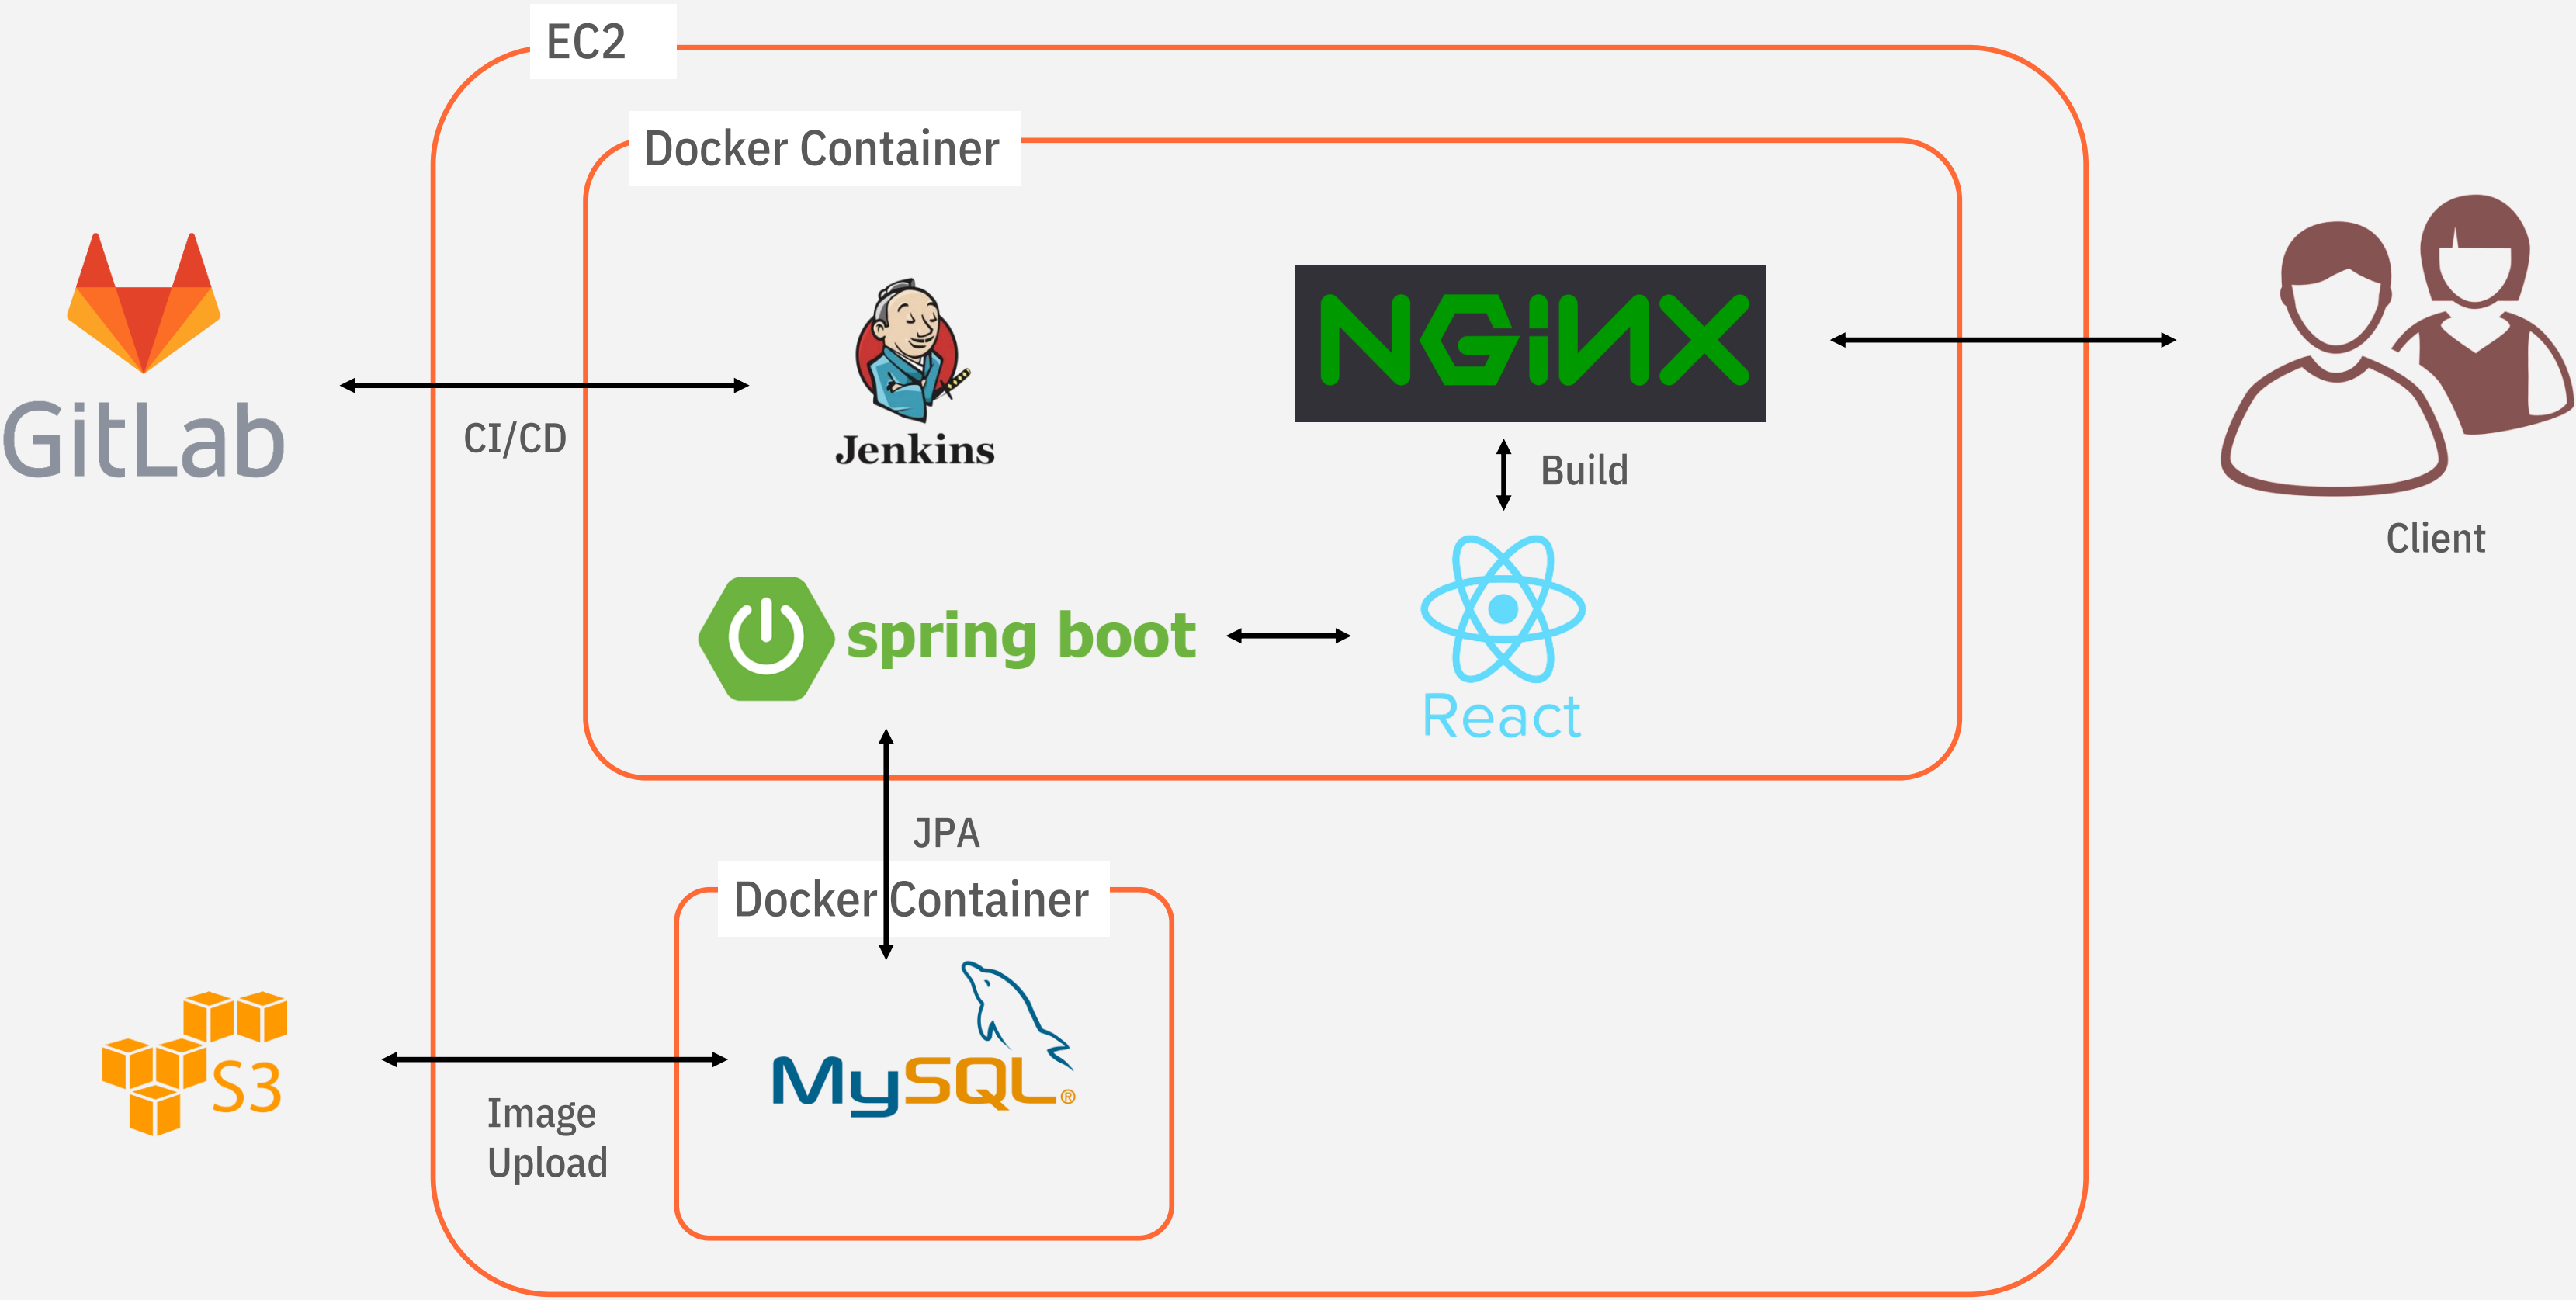 EC2
Docker Container
GitLab
CI/CD
Jenkins
NGiNX
Build
Client
spring boot
React
JPA
Docker Container
S3
Image
Upload
MySQL®